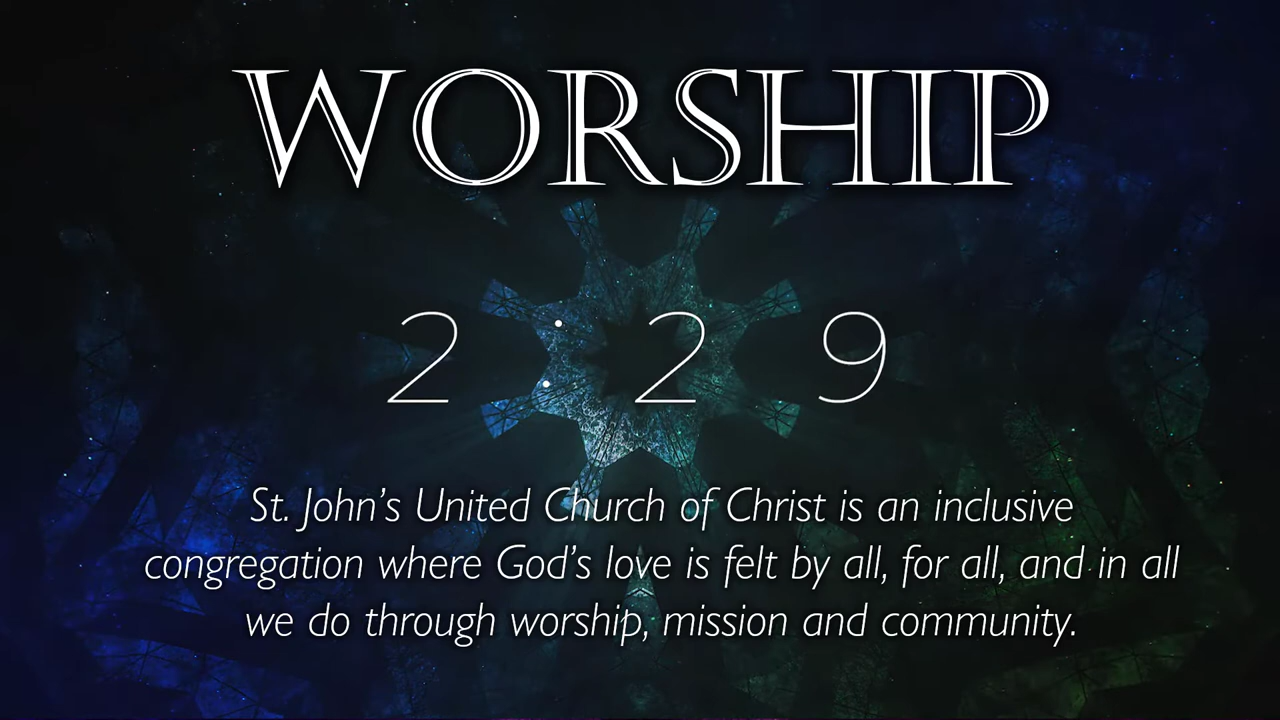 WORSHIP
2:29
St. John’s United Church of Christ is an inclusive
congregation where God’s love is felt by all, for all, and in all
we do through worship, mission and community.